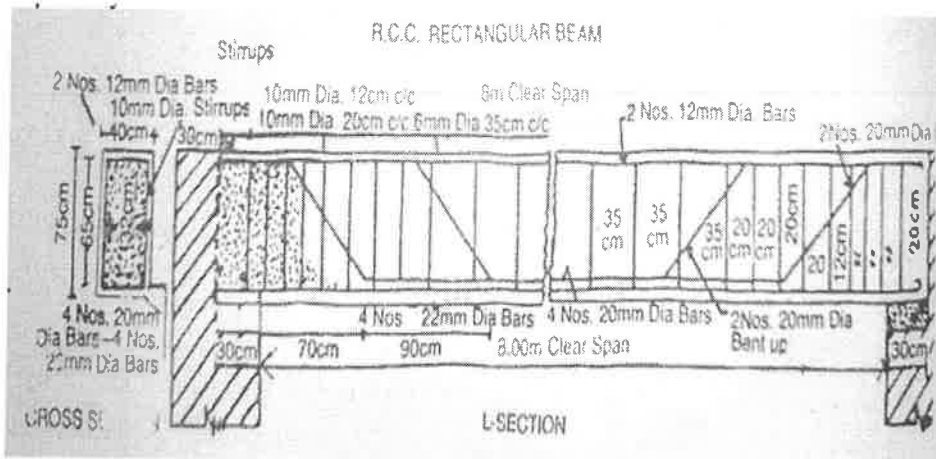 R.C.C. RECTANGULAR BEAM
Stirrups
2 Nos. 12mm Dia Bars
10mm Dia. Stirrups
40cm
30cm
10mm Dia. 12cm c/c
8m Clear Span
10mm Dia. 20cm c/c 6mm Dia 35cm c/c
2 Nos. 12mm Dia. Bars
2Nos. 20mm Dia
75cm
65cm
35 cm
35 cm
35 cm
20 cm
20 cm
20cm
20
12cm
"
"
"
20cm
4 Nos. 20mm
Dia Bars–4 Nos.
mm Dia Bars
4 Nos 22mm Dia Bars
4 Nos. 20mm Dia Bars
2Nos. 20mm Dia
Bent up
30cm
70cm
90cm
8.00m Clear Span
30cm
CROSS
L-SECTION